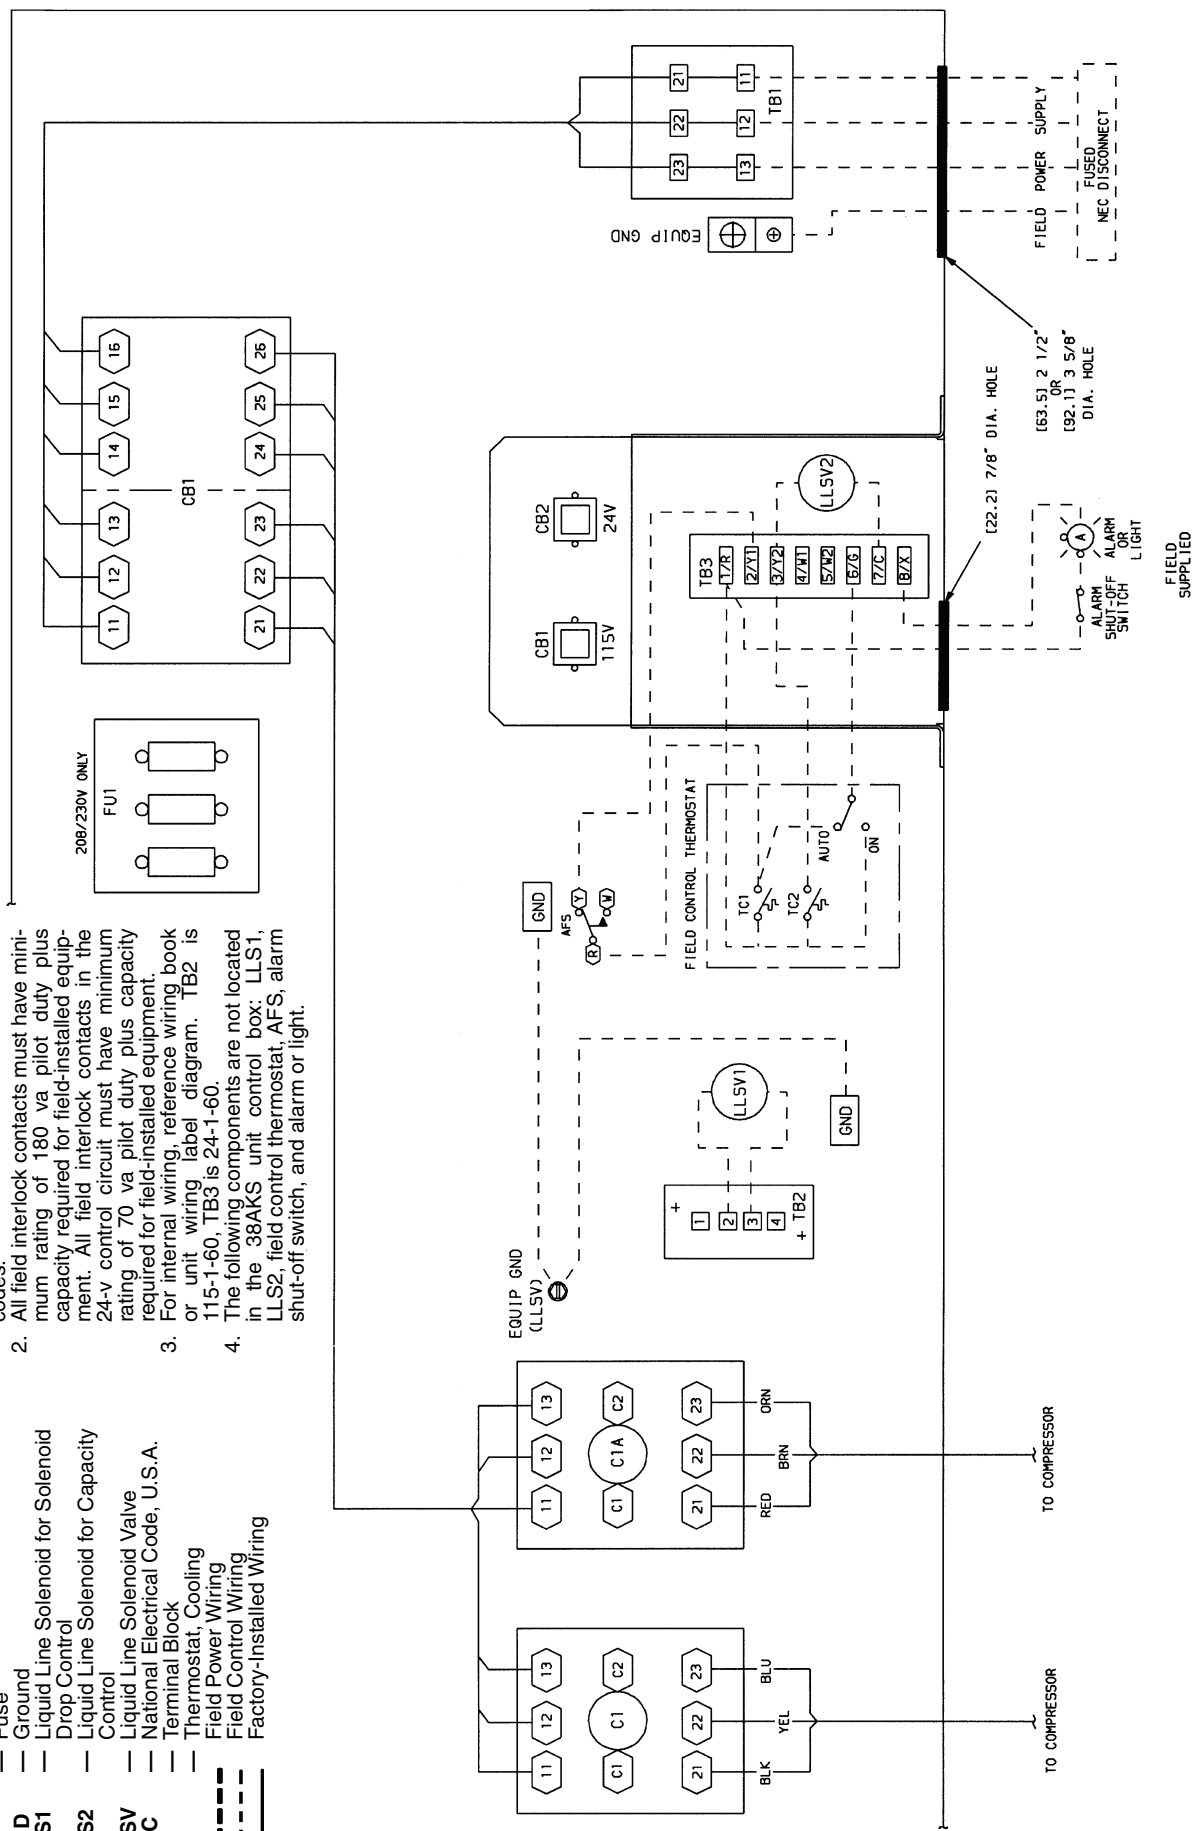 codes.
2. All field interlock contacts must have mini-
mum rating of 180 va pilot duty plus
capacity required for field-installed equip-
ment. All field interlock contacts in the
24-v control circuit must have minimum
rating of 70 va pilot duty plus capacity
required for field-installed equipment.
3. For internal wiring, reference wiring book
or unit wiring label diagram. TB2 is
115-1-60, TB3 is 24-1-60.
4. The following components are not located
in the 38AKS unit control box: LLS1,
LLS2, field control thermostat, AFS, alarm
shut-off switch, and alarm or light.
— Fuse
D — Ground
S1 — Liquid Line Solenoid for Solenoid
Drop Control
S2 — Liquid Line Solenoid for Capacity
Control
SV — Liquid Line Solenoid Valve
C — National Electrical Code, U.S.A.
— Terminal Block
— Thermostat, Cooling
Field Power Wiring
Field Control Wiring
Factory-Installed Wiring
208/230V ONLY
FU1
11 12 13 14 15 16
CB1
21 22 23 24 25 26
23 22 21
13 12 11
TB1
EQUIP GND
FIELD POWER SUPPLY
FUSED
NEC DISCONNECT
[63.5] 2 1/2"
OR
[92.1] 3 5/8"
DIA. HOLE
[22.2] 7/8" DIA. HOLE
CB1
115V
CB2
24V
TB3
1/R
2/Y1
3/Y2
4/W1
5/W2
6/G
7/C
8/X
LLSV2
ALARM
SHUT-OFF
SWITCH
A
ALARM
OR
LIGHT
FIELD
SUPPLIED
GND
AFS
R Y W
FIELD CONTROL THERMOSTAT
TC1
TC2
AUTO
ON
EQUIP GND
(LLSV)
LLSV1
GND
+
1
2
3
4
+ TB2
11 12 13
C1 C1A C2
21 22 23
RED BRN ORN
TO COMPRESSOR
11 12 13
C1 C1 C2
21 22 23
BLK YEL BLU
TO COMPRESSOR